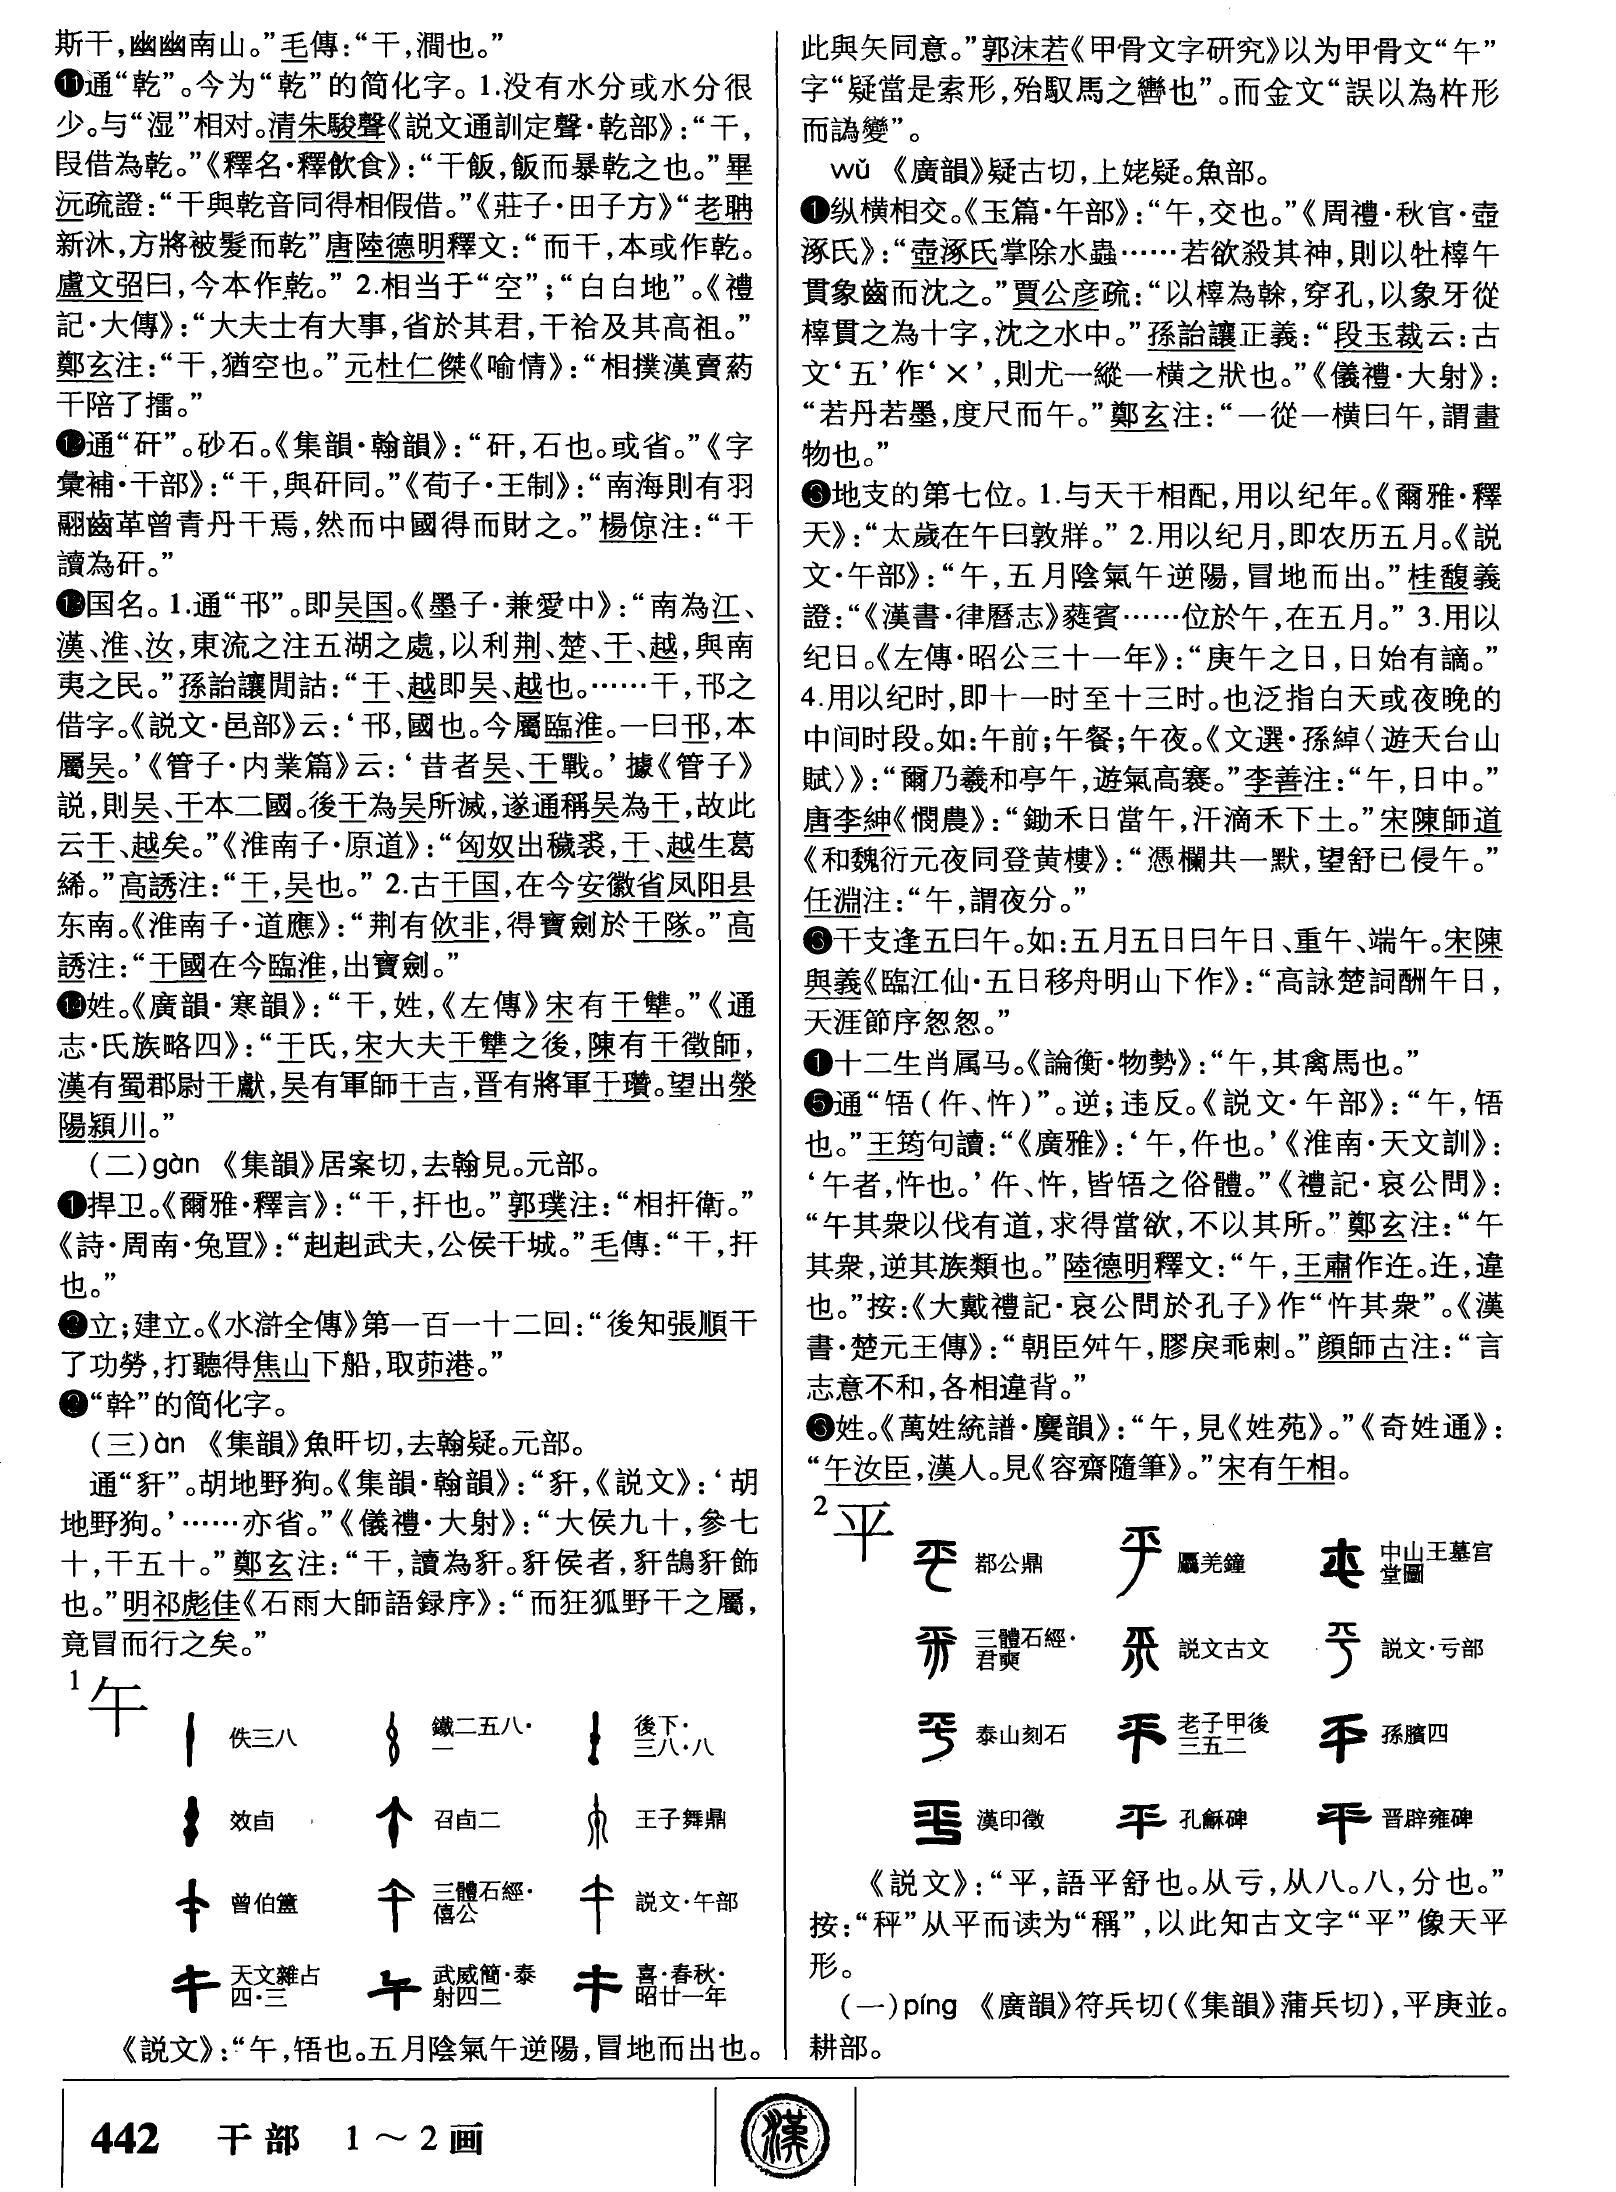 斯干，幽幽南山。”毛傳：“干，澗也。”
⓫通“乾”。今为“乾”的简化字。1.没有水分或水分很
少。与“湿”相对。清朱駿聲《説文通訓定聲·乾部》：“干，
叚借為乾。”《釋名·釋飲食》：“干飯，飯而暴乾之也。”畢
沅疏證：“干與乾音同得相假借。”《莊子·田子方》“老聃
新沐，方將被髮而乾”唐陸德明釋文：“而干，本或作乾。
盧文弨曰，今本作乾。” 2.相当于“空”；“白白地”。《禮
記·大傳》：“大夫士有大事，省於其君，干祫及其高祖。”
鄭玄注：“干，猶空也。”元杜仁傑《喻情》：“相撲漢賣葯
干陪了擂。”
⓬通“矸”。砂石。《集韻·翰韻》：“矸，石也。或省。”《字
彙補·干部》：“干，與矸同。”《荀子·王制》：“南海則有羽
翮齒革曾青丹干焉，然而中國得而財之。”楊倞注：“干
讀為矸。”
⓭国名。1.通“邗”。即吴国。《墨子·兼愛中》：“南為江、
漢、淮、汝，東流之注五湖之處，以利荆、楚、干、越，與南
夷之民。”孫詒讓閒詁：“干、越即吴、越也。……干，邗之
借字。《説文·邑部》云：‘邗，國也。今屬臨淮。一曰邗，本
屬吴。’《管子·内業篇》云：‘昔者吴、干戰。’據《管子》
説，則吴、干本二國。後干為吴所滅，遂通稱吴為干，故此
云干、越矣。”《淮南子·原道》：“匈奴出穢裘，干、越生葛
絺。”高誘注：“干，吴也。” 2.古干国，在今安徽省凤阳县
东南。《淮南子·道應》：“荆有佽非，得寶劍於干隊。”高
誘注：“干國在今臨淮，出寶劍。”
⓮姓。《廣韻·寒韻》：“干，姓，《左傳》宋有干犨。”《通
志·氏族略四》：“干氏，宋大夫干犨之後，陳有干徵師，
漢有蜀郡尉干獻，吴有軍師干吉，晋有將軍干瓚。望出滎
陽潁川。”
（二）gàn 《集韻》居案切，去翰見。元部。
❶捍卫。《爾雅·釋言》：“干，扞也。”郭璞注：“相扞衛。”
《詩·周南·兔罝》：“赳赳武夫，公侯干城。”毛傳：“干，扞
也。”
❷立；建立。《水滸全傳》第一百一十二回：“後知張順干
了功勞，打聽得焦山下船，取茆港。”
❸“幹”的简化字。
（三）àn 《集韻》魚旰切，去翰疑。元部。
通“豻”。胡地野狗。《集韻·翰韻》：“豻，《説文》：‘胡
地野狗。’……亦省。”《儀禮·大射》：“大侯九十，參七
十，干五十。”鄭玄注：“干，讀為豻。豻侯者，豻鵠豻飾
也。”明祁彪佳《石雨大師語録序》：“而狂狐野干之屬，
竟冒而行之矣。”
1午
佚三八 鐵二五八·一 後下·三八·八
效卣 召卣二 王子舞鼎
曾伯簠 三體石經·僖公 説文·午部
天文雜占四·三 武威簡·泰射四二 喜·春秋·昭廿一年
《説文》：“午，啎也。五月陰氣午逆陽，冒地而出也。
此與矢同意。”郭沫若《甲骨文字研究》以为甲骨文“午”
字“疑當是索形，殆馭馬之轡也”。而金文“誤以為杵形
而譌變”。
wǔ 《廣韻》疑古切，上姥疑。魚部。
❶纵横相交。《玉篇·午部》：“午，交也。”《周禮·秋官·壺
涿氏》：“壺涿氏掌除水蟲……若欲殺其神，則以牡橭午
貫象齒而沈之。”賈公彦疏：“以橭為榦，穿孔，以象牙從
橭貫之為十字，沈之水中。”孫詒讓正義：“段玉裁云：古
文‘五’作‘×’，則尤一縱一横之狀也。”《儀禮·大射》：
“若丹若墨，度尺而午。”鄭玄注：“一從一横曰午，謂畫
物也。”
❷地支的第七位。1.与天干相配，用以纪年。《爾雅·釋
天》：“太歲在午曰敦牂。” 2.用以纪月，即农历五月。《説
文·午部》：“午，五月陰氣午逆陽，冒地而出。”桂馥義
證：“《漢書·律曆志》蕤賓……位於午，在五月。” 3.用以
纪日。《左傳·昭公三十一年》：“庚午之日，日始有謫。”
4.用以纪时，即十一时至十三时。也泛指白天或夜晚的
中间时段。如：午前；午餐；午夜。《文選·孫綽〈遊天台山
賦〉》：“爾乃羲和亭午，遊氣高褰。”李善注：“午，日中。”
唐李紳《憫農》：“鋤禾日當午，汗滴禾下土。”宋陳師道
《和魏衍元夜同登黄樓》：“憑欄共一默，望舒已侵午。”
任淵注：“午，謂夜分。”
❸干支逢五曰午。如：五月五日曰午日、重午、端午。宋陳
與義《臨江仙·五日移舟明山下作》：“高詠楚詞酬午日，
天涯節序怱怱。”
❹十二生肖属马。《論衡·物勢》：“午，其禽馬也。”
❺通“啎（仵、忤）”。逆；违反。《説文·午部》：“午，啎
也。”王筠句讀：“《廣雅》：‘午，仵也。’《淮南·天文訓》：
‘午者，忤也。’仵、忤，皆啎之俗體。”《禮記·哀公問》：
“午其衆以伐有道，求得當欲，不以其所。”鄭玄注：“午
其衆，逆其族類也。”陸德明釋文：“午，王肅作迕。迕，違
也。”按：《大戴禮記·哀公問於孔子》作“忤其衆”。《漢
書·楚元王傳》：“朝臣舛午，膠戾乖刺。”顔師古注：“言
志意不和，各相違背。”
❻姓。《萬姓統譜·麌韻》：“午，見《姓苑》。”《奇姓通》：
“午汝臣，漢人。見《容齋隨筆》。”宋有午相。
2平
鄀公鼎 屬羌鐘 中山王墓宫堂圖
三體石經·君奭 説文古文 説文·亏部
泰山刻石 老子甲後三五二 孫臏四
漢印徵 孔龢碑 晋辟雍碑
《説文》：“平，語平舒也。从亏，从八。八，分也。”
按：“秤”从平而读为“稱”，以此知古文字“平”像天平
形。
（一）píng 《廣韻》符兵切（《集韻》蒲兵切），平庚並。
耕部。
442 干部 1～2画
漢